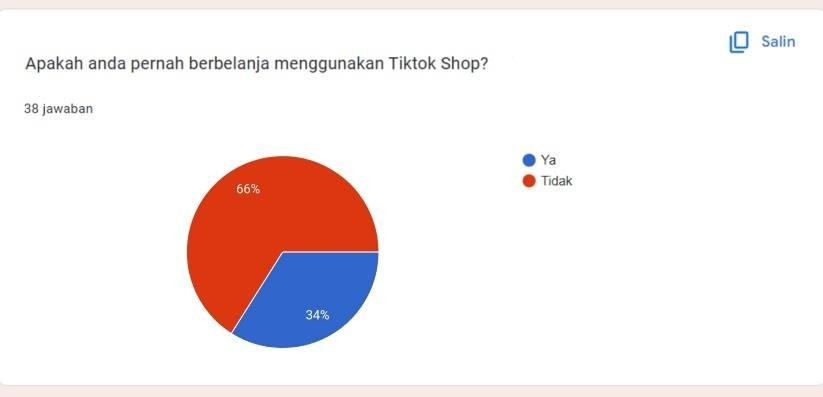 Salin
Apakah anda pernah berbelanja menggunakan Tiktok Shop?
38 jawaban
Ya
Tidak
66%
34%